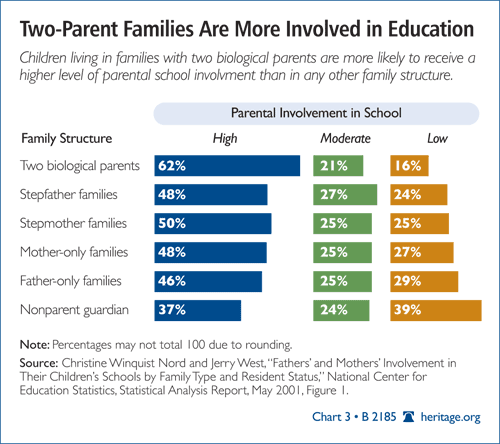 Two-Parent Families Are More Involved in Education
Children living in families with two biological parents are more likely to receive a
higher level of parental school involvment than in any other family structure.
Parental Involvement in School
Family Structure High Moderate Low
Two biological parents 62% 21% 16%
Stepfather families 48% 27% 24%
Stepmother families 50% 25% 25%
Mother-only families 48% 25% 27%
Father-only families 46% 25% 29%
Nonparent guardian 37% 24% 39%
Note: Percentages may not total 100 due to rounding.
Source: Christine Winquist Nord and Jerry West, “Fathers’ and Mothers’ Involvement in
Their Children’s Schools by Family Type and Resident Status,” National Center for
Education Statistics, Statistical Analysis Report, May 2001, Figure 1.
Chart 3 • B 2185 heritage.org